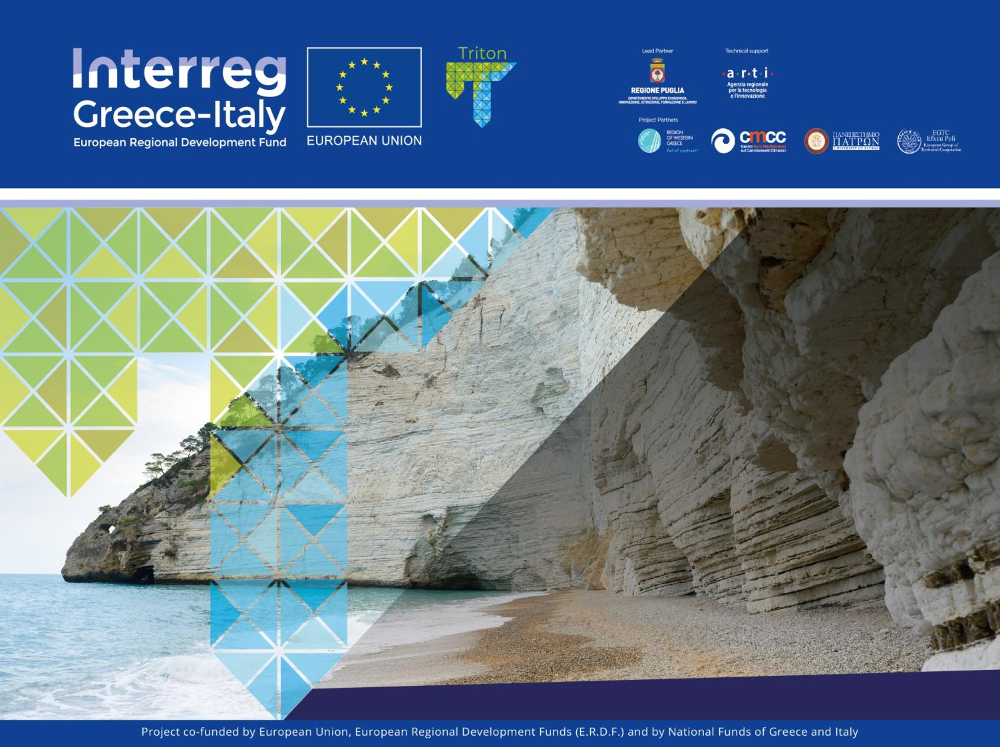 Interreg
Greece-Italy
European Regional Development Fund
EUROPEAN UNION
Triton
Lead Partner
REGIONE PUGLIA
DIPARTIMENTO SVILUPPO ECONOMICO,
INNOVAZIONE, ISTRUZIONE, FORMAZIONE E LAVORO
Technical support
a·r·t·i
Agenzia regionale
per la tecnologia
e l'innovazione
Project Partners
REGION
OF WESTERN
GREECE
full of contrast!
cmcc
Centro Euro-Mediterraneo
sui Cambiamenti Climatici
ΠΑΝΕΠΙΣΤΗΜΙΟ
ΠΑΤΡΩΝ
UNIVERSITY OF PATRAS
EGTC
Efxini Poli
European Group of
Territorial Cooperation
Project co-funded by European Union, European Regional Development Funds (E.R.D.F.) and by National Funds of Greece and Italy